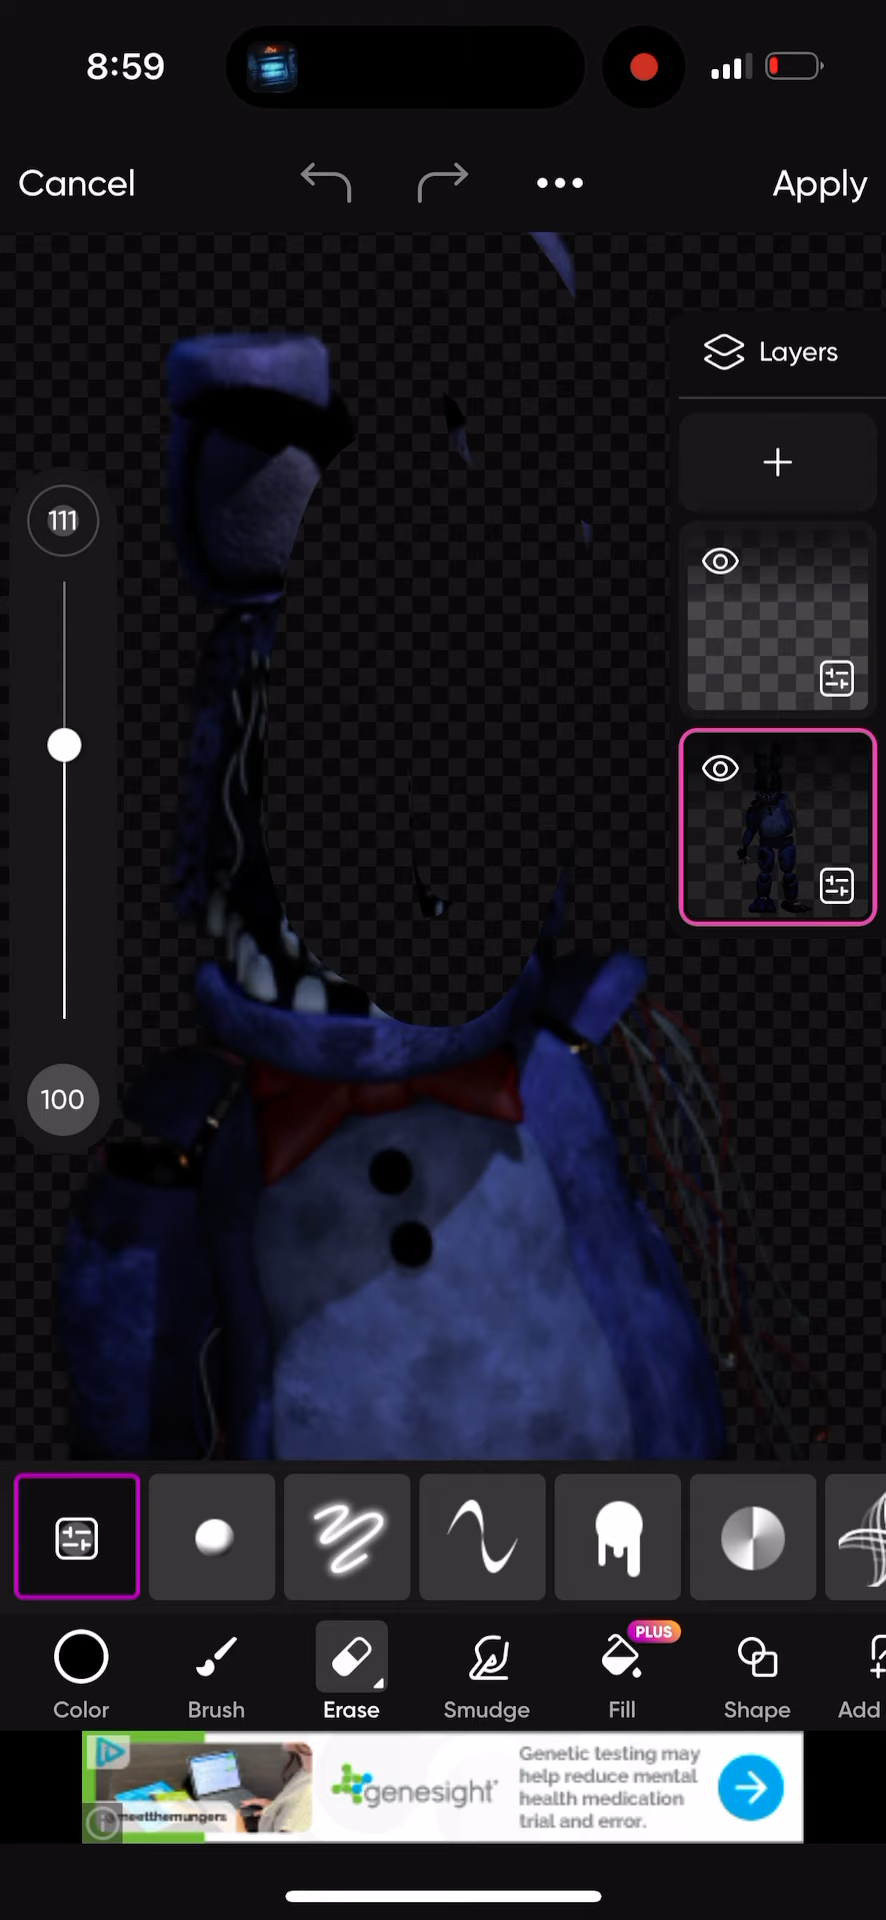 8:59
Cancel
Apply
Layers
111
100
PLUS
Color
Brush
Erase
Smudge
Fill
Shape
Add
Genetic testing may
help reduce mental
health medication
trial and error.
genesight
meetthemungers